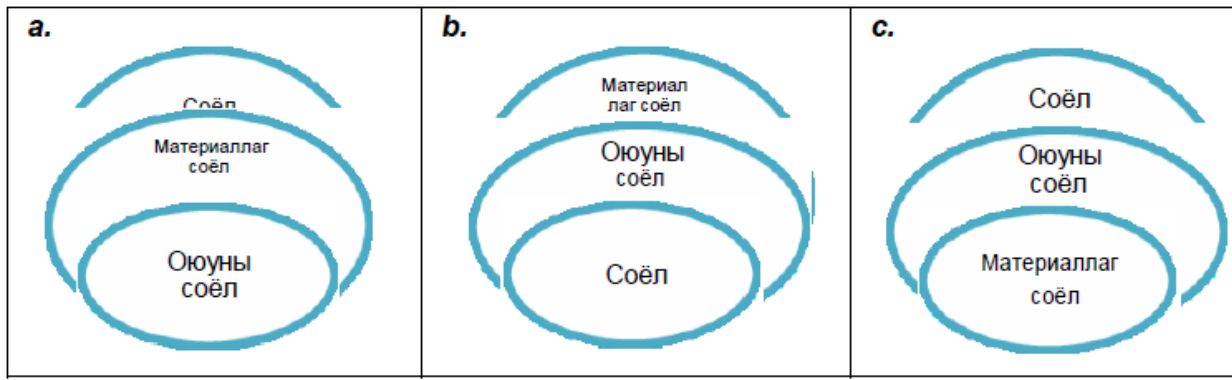 a.
Соёл
Материаллаг
соёл
Оюуны
соёл
b.
Материал
лаг соёл
Оюуны
соёл
Соёл
c.
Соёл
Оюуны
соёл
Материаллаг
соёл